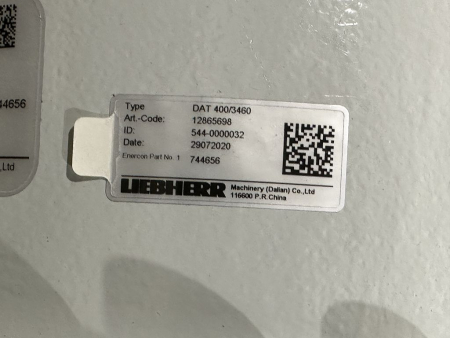 Type DAT 400/3460
Art.-Code: 12865698
ID: 544-0000032
Date: 29072020
Enercon Part No. 1 744656
LIEBHERR Machinery (Dalian) Co.,Ltd
116600 P.R.China
44656
,Ltd